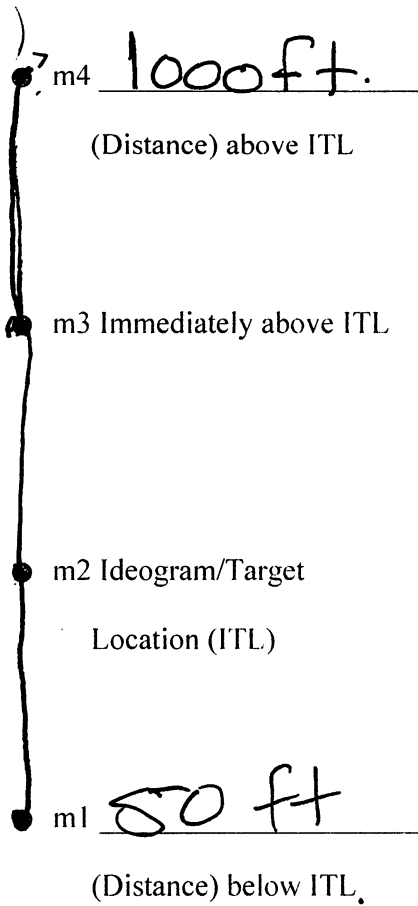 m4 1000ft.
(Distance) above ITL
m3 Immediately above ITL
m2 Ideogram/Target
Location (ITL)
m1 50 ft
(Distance) below ITL.